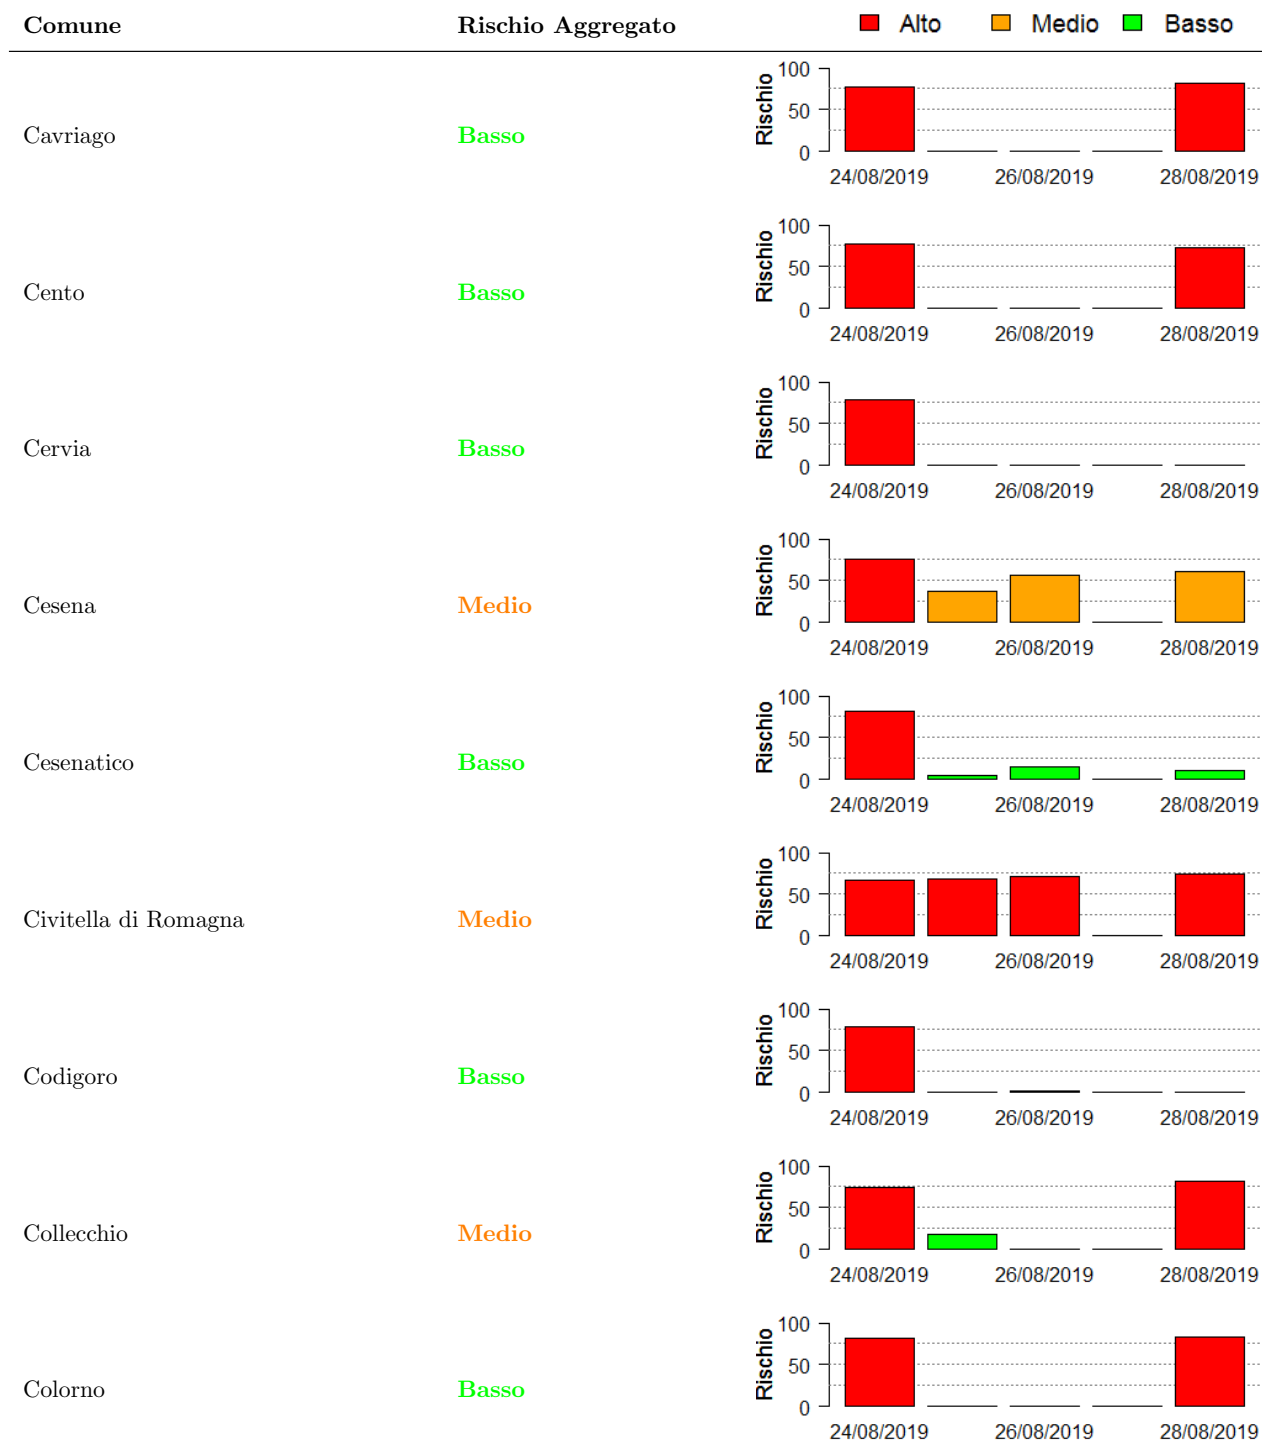 Comune Rischio Aggregato Alto Medio Basso
Cavriago Basso
Rischio
100
50
0
24/08/2019 26/08/2019 28/08/2019
Cento Basso
Rischio
100
50
0
24/08/2019 26/08/2019 28/08/2019
Cervia Basso
Rischio
100
50
0
24/08/2019 26/08/2019 28/08/2019
Cesena Medio
Rischio
100
50
0
24/08/2019 26/08/2019 28/08/2019
Cesenatico Basso
Rischio
100
50
0
24/08/2019 26/08/2019 28/08/2019
Civitella di Romagna Medio
Rischio
100
50
0
24/08/2019 26/08/2019 28/08/2019
Codigoro Basso
Rischio
100
50
0
24/08/2019 26/08/2019 28/08/2019
Collecchio Medio
Rischio
100
50
0
24/08/2019 26/08/2019 28/08/2019
Colorno Basso
Rischio
100
50
0
24/08/2019 26/08/2019 28/08/2019